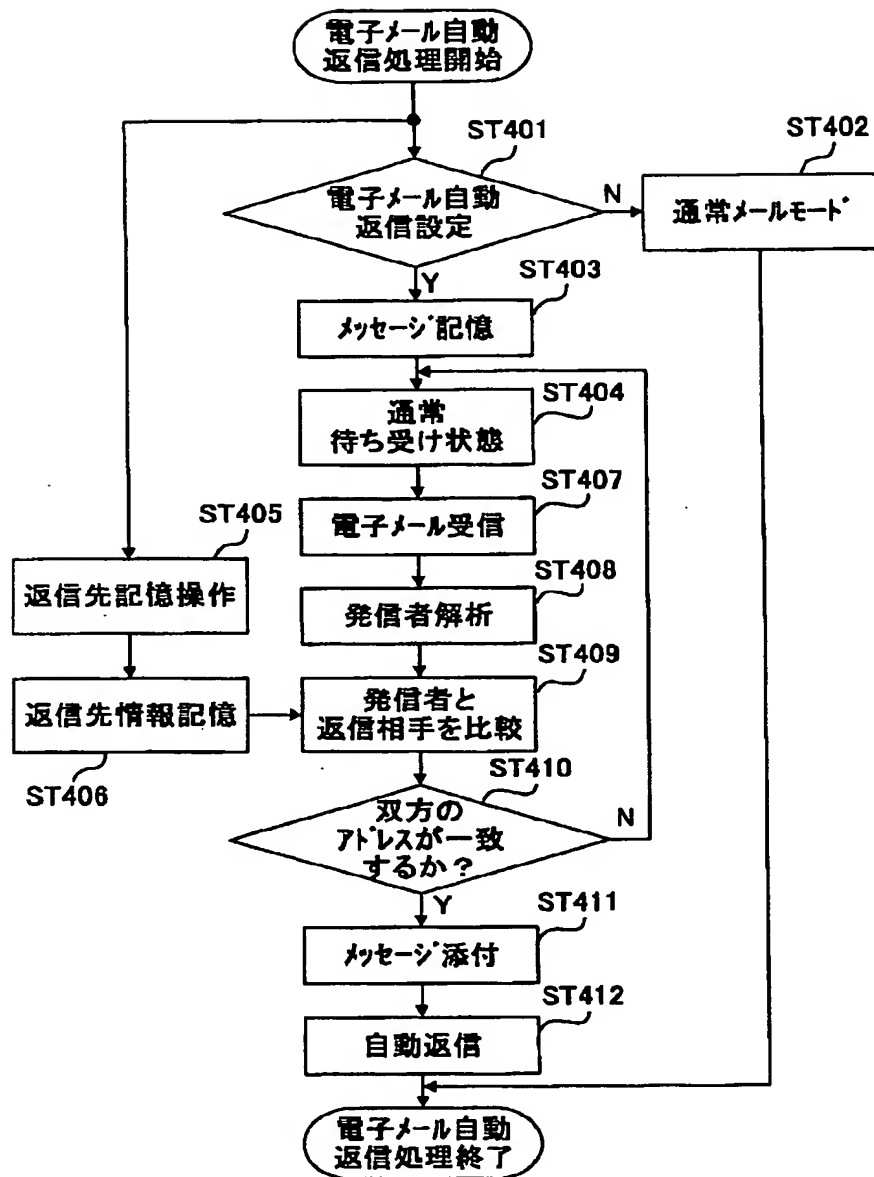 電子メール自動
返信処理開始
ST401
ST402
電子メール自動
返信設定
N
通常メールモード
Y
ST403
メッセージ記憶
ST404
通常
待ち受け状態
ST407
電子メール受信
ST405
返信先記憶操作
ST408
発信者解析
ST409
返信先情報記憶
発信者と
返信相手を比較
ST406
ST410
双方の
アドレスが一致
するか?
N
Y
ST411
メッセージ添付
ST412
自動返信
電子メール自動
返信処理終了